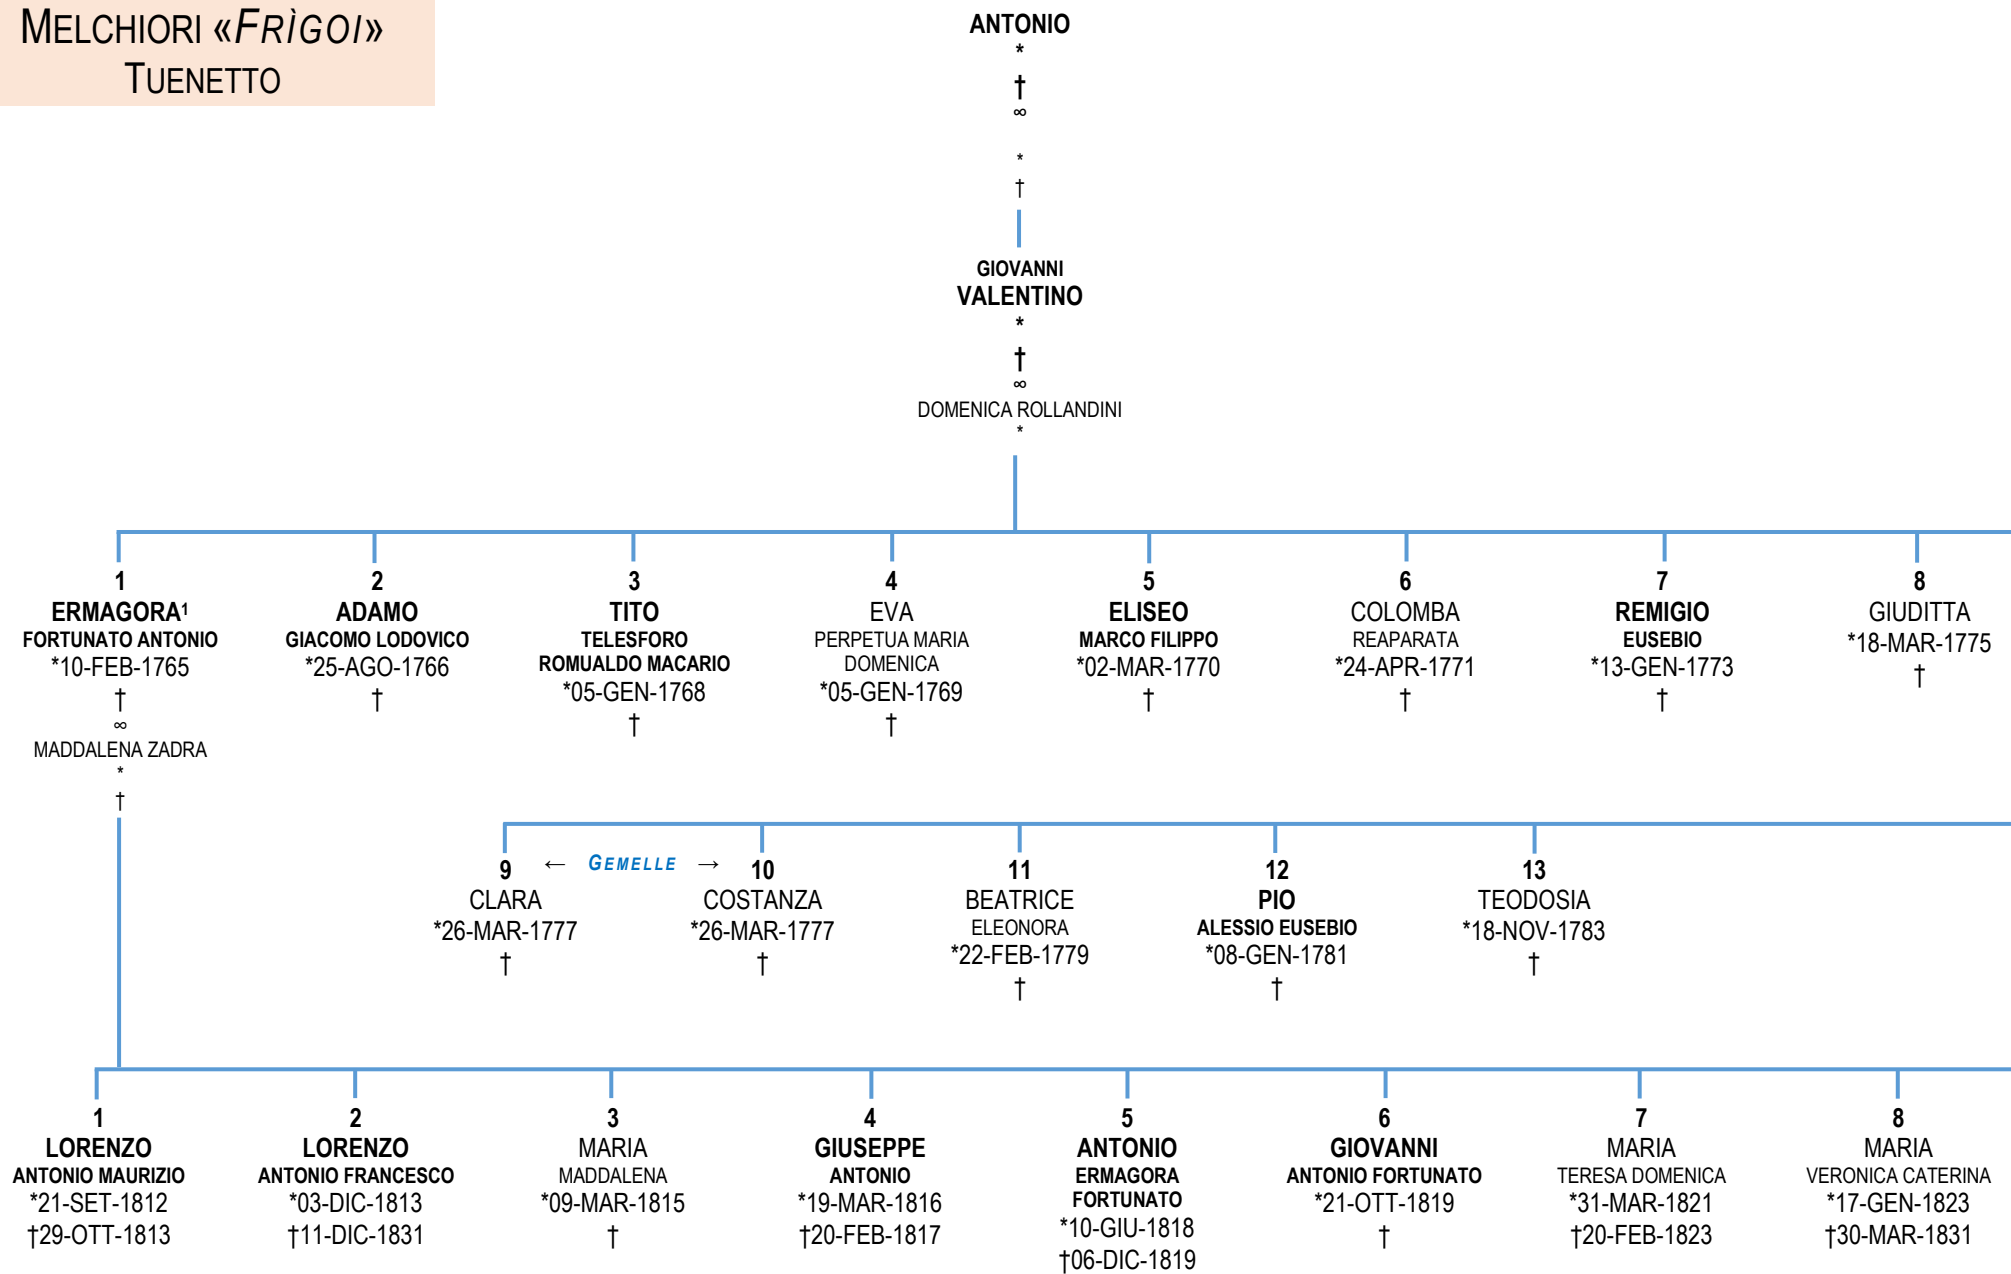 MELCHIORI «FRÌGOI»
TUENETTO
ANTONIO
*
†
∞
*
†
GIOVANNI
VALENTINO
*
†
∞
DOMENICA ROLLANDINI
*
1
ERMAGORA¹
FORTUNATO ANTONIO
*10-FEB-1765
†
∞
MADDALENA ZADRA
*
†
2
ADAMO
GIACOMO LODOVICO
*25-AGO-1766
†
3
TITO
TELESFORO
ROMUALDO MACARIO
*05-GEN-1768
†
4
EVA
PERPETUA MARIA
DOMENICA
*05-GEN-1769
†
5
ELISEO
MARCO FILIPPO
*02-MAR-1770
†
6
COLOMBA
REAPARATA
*24-APR-1771
†
7
REMIGIO
EUSEBIO
*13-GEN-1773
†
8
GIUDITTA
*18-MAR-1775
†
9
← GEMELLE →
CLARA
*26-MAR-1777
†
10
COSTANZA
*26-MAR-1777
†
11
BEATRICE
ELEONORA
*22-FEB-1779
†
12
PIO
ALESSIO EUSEBIO
*08-GEN-1781
†
13
TEODOSIA
*18-NOV-1783
†
1
LORENZO
ANTONIO MAURIZIO
*21-SET-1812
†29-OTT-1813
2
LORENZO
ANTONIO FRANCESCO
*03-DIC-1813
†11-DIC-1831
3
MARIA
MADDALENA
*09-MAR-1815
†
4
GIUSEPPE
ANTONIO
*19-MAR-1816
†20-FEB-1817
5
ANTONIO
ERMAGORA
FORTUNATO
*10-GIU-1818
†06-DIC-1819
6
GIOVANNI
ANTONIO FORTUNATO
*21-OTT-1819
†
7
MARIA
TERESA DOMENICA
*31-MAR-1821
†20-FEB-1823
8
MARIA
VERONICA CATERINA
*17-GEN-1823
†30-MAR-1831